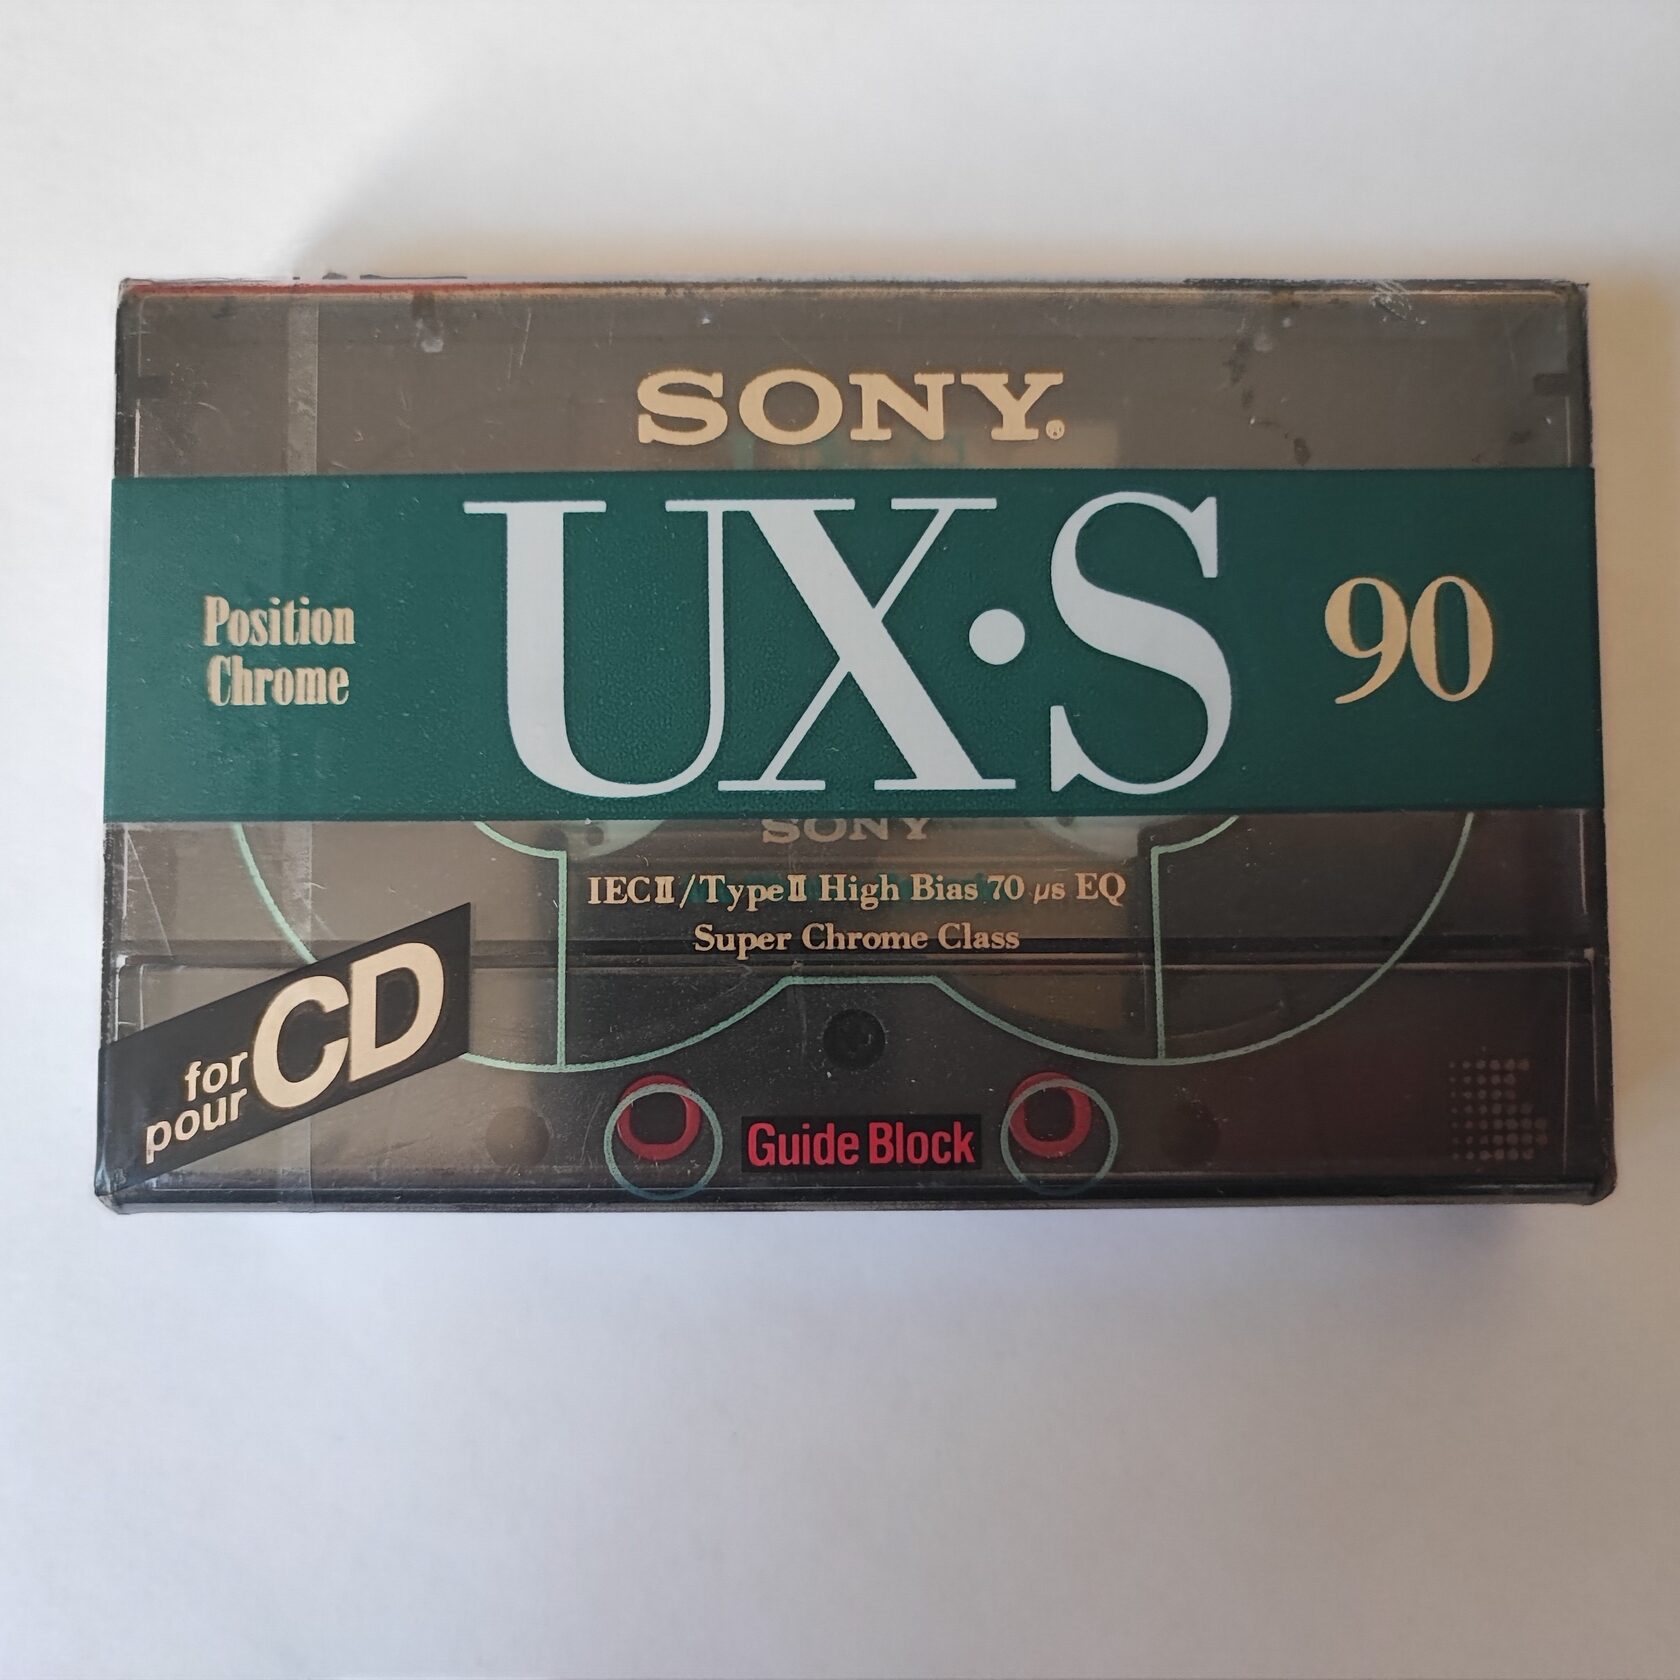 SONY®
UX·S
Position
Chrome
90
SONY
IECⅡ/TypeⅡ High Bias 70 μs EQ
Super Chrome Class
for
pour
CD
Guide Block